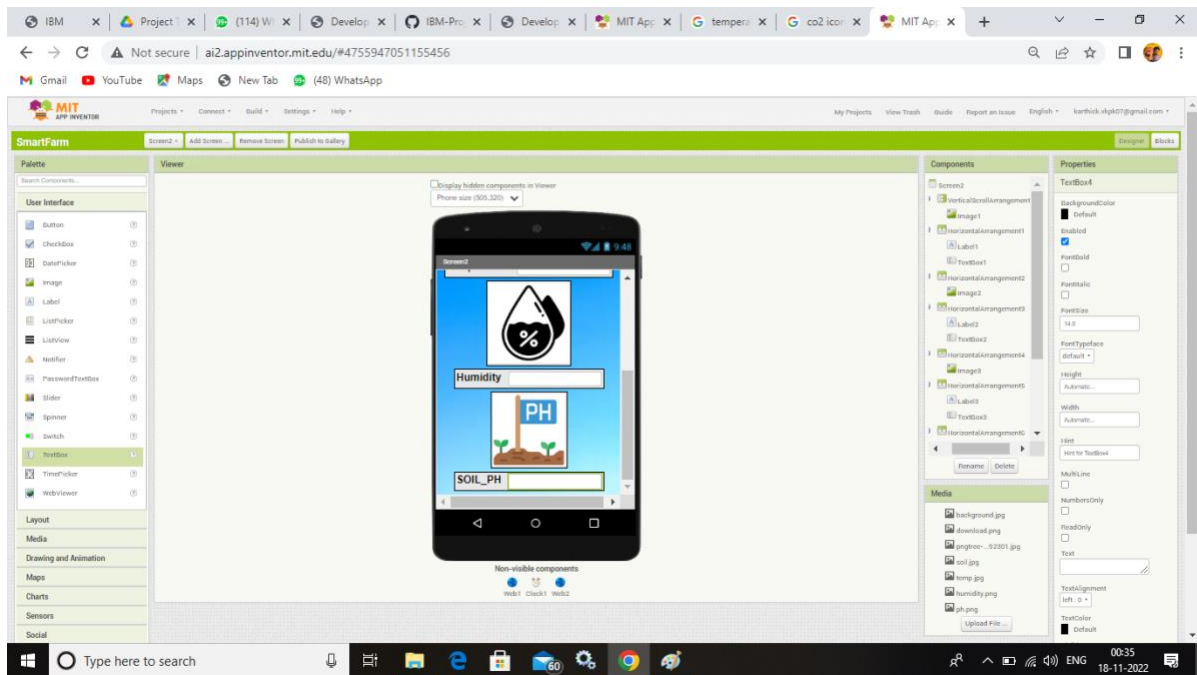 IBM
Project 1
(114) W
Develop
IBM-Pro
Develop
MIT App
G tempera
G co2 icon
MIT App
Not secure | ai2.appinventor.mit.edu/#4755947051155456
Gmail YouTube Maps New Tab (48) WhatsApp
MIT
APP INVENTOR
Projects Connect Build Settings Help
My Projects View Trash Guide Report an Issue English karthick.vkpk07@gmail.com
SmartFarm
Screen2 Add Screen ... Remove Screen Publish to Gallery
Designer Blocks
Palette
Search Components...
User Interface
Button
CheckBox
DatePicker
Image
Label
ListPicker
ListView
Notifier
PasswordTextBox
Slider
Spinner
Switch
TextBox
TimePicker
WebViewer
Layout
Media
Drawing and Animation
Maps
Charts
Sensors
Social
Viewer
Display hidden components in Viewer
Phone size (505,320)
9:48
Screen2
%
Humidity
PH
SOIL_PH
Non-visible components
Web1 Clock1 Web2
Components
Screen2
VerticalScrollArrangement
Image1
HorizontalArrangement1
Label1
TextBox1
HorizontalArrangement2
Image2
HorizontalArrangement3
Label2
TextBox2
HorizontalArrangement4
Image3
HorizontalArrangement5
Label3
TextBox3
HorizontalArrangement6
Rename Delete
Media
background.jpg
download.png
pngtree-...52301.jpg
soil.jpg
temp.jpg
humidity.png
ph.png
Upload File ...
Properties
TextBox4
BackgroundColor
Default
Enabled
FontBold
FontItalic
FontSize
14.0
FontTypeface
default
Height
Automatic...
Width
Automatic...
Hint
Hint for TextBox4
MultiLine
NumbersOnly
ReadOnly
Text
TextAlignment
left : 0
TextColor
Default
Type here to search
60
ENG
00:35
18-11-2022